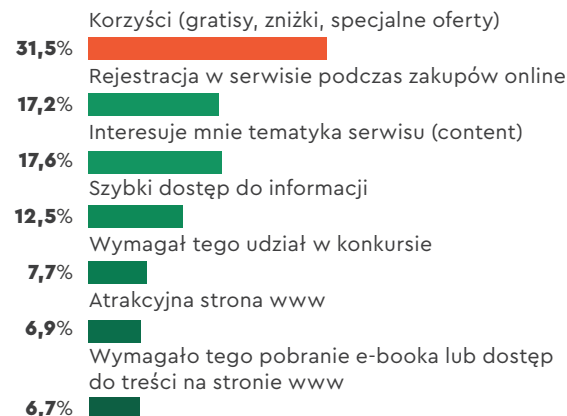 Korzyści (gratisy, zniżki, specjalne oferty)
31,5%
Rejestracja w serwisie podczas zakupów online
17,2%
Interesuje mnie tematyka serwisu (content)
17,6%
Szybki dostęp do informacji
12,5%
Wymagał tego udział w konkursie
7,7%
Atrakcyjna strona www
6,9%
Wymagało tego pobranie e-booka lub dostęp
do treści na stronie www
6,7%